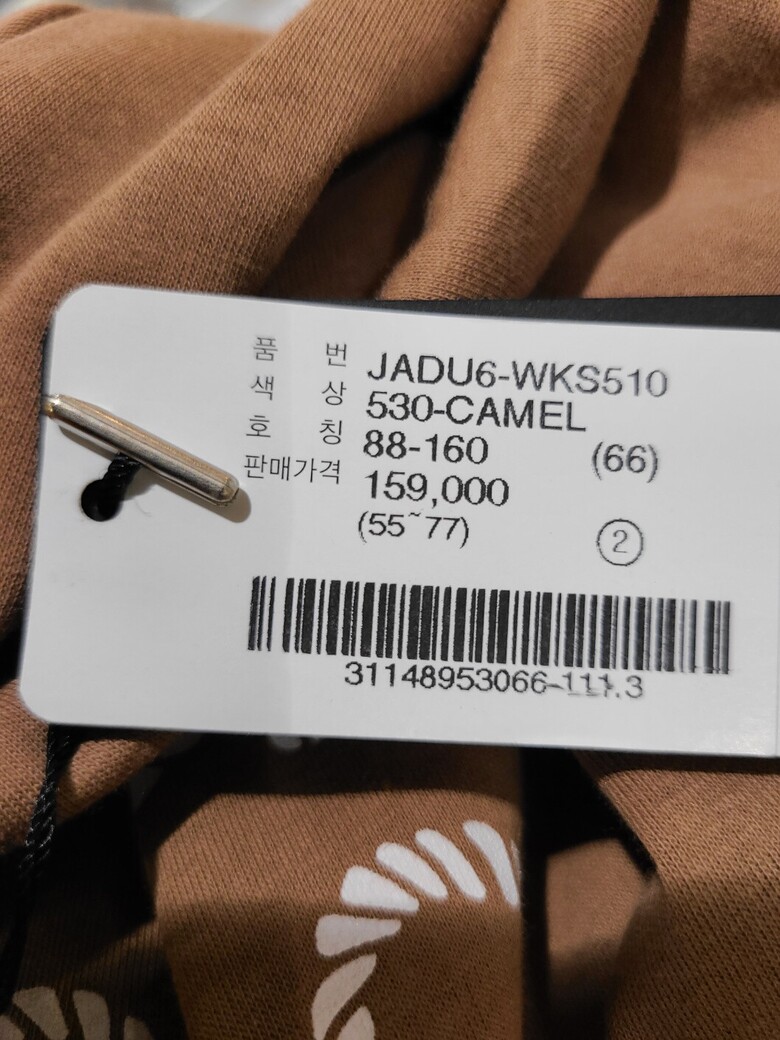 품 번 JADU6-WKS510
색 상 530-CAMEL
호 칭 88-160 (66)
판매가격 159,000
(55~77) ②
31148953066-111.3